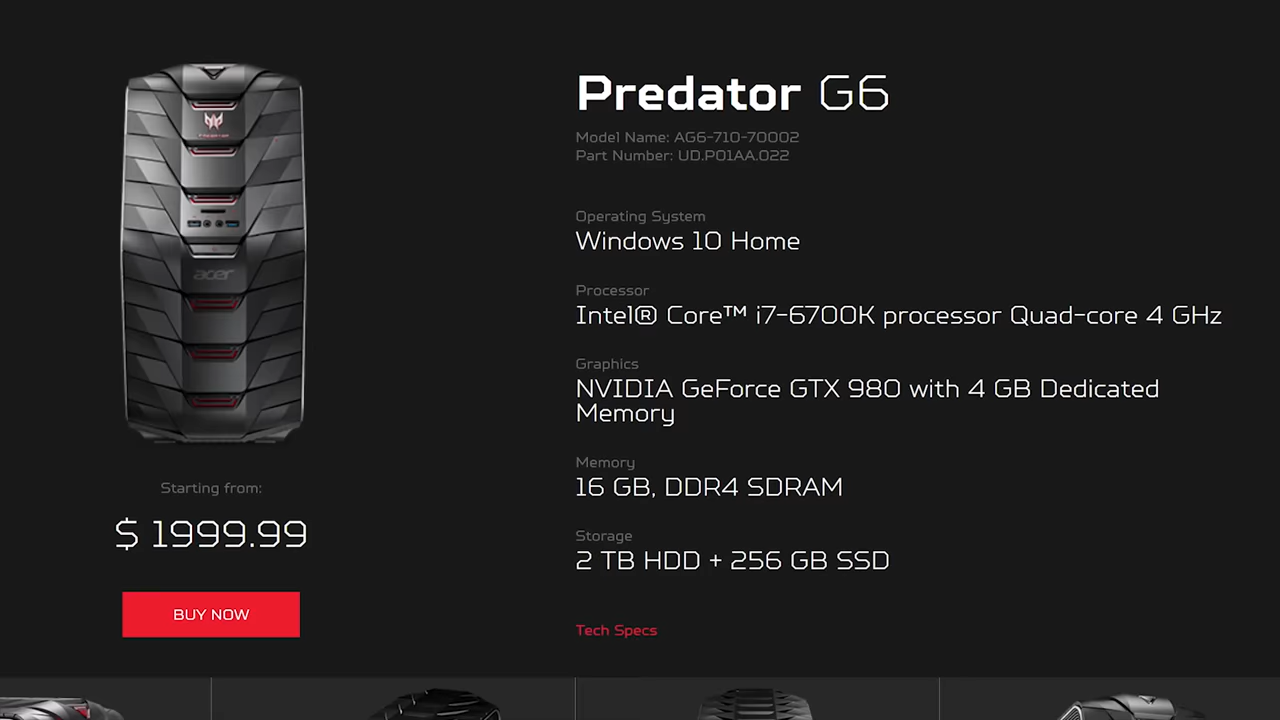 Predator G6
Model Name: AG6-710-70002
Part Number: UD.P01AA.022
Operating System
Windows 10 Home
Processor
Intel® Core™ i7-6700K processor Quad-core 4 GHz
Graphics
NVIDIA GeForce GTX 980 with 4 GB Dedicated
Memory
Memory
16 GB, DDR4 SDRAM
Storage
2 TB HDD + 256 GB SSD
Tech Specs
PREDATOR
acer
Starting from:
$ 1999.99
BUY NOW